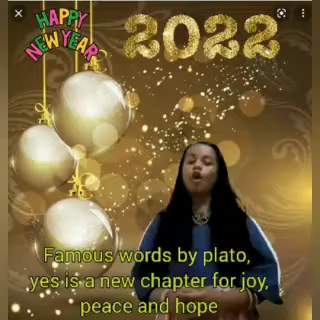 HAPPY
NEW YEAR
2022
Famous words by plato,
yes is a new chapter for joy,
peace and hope